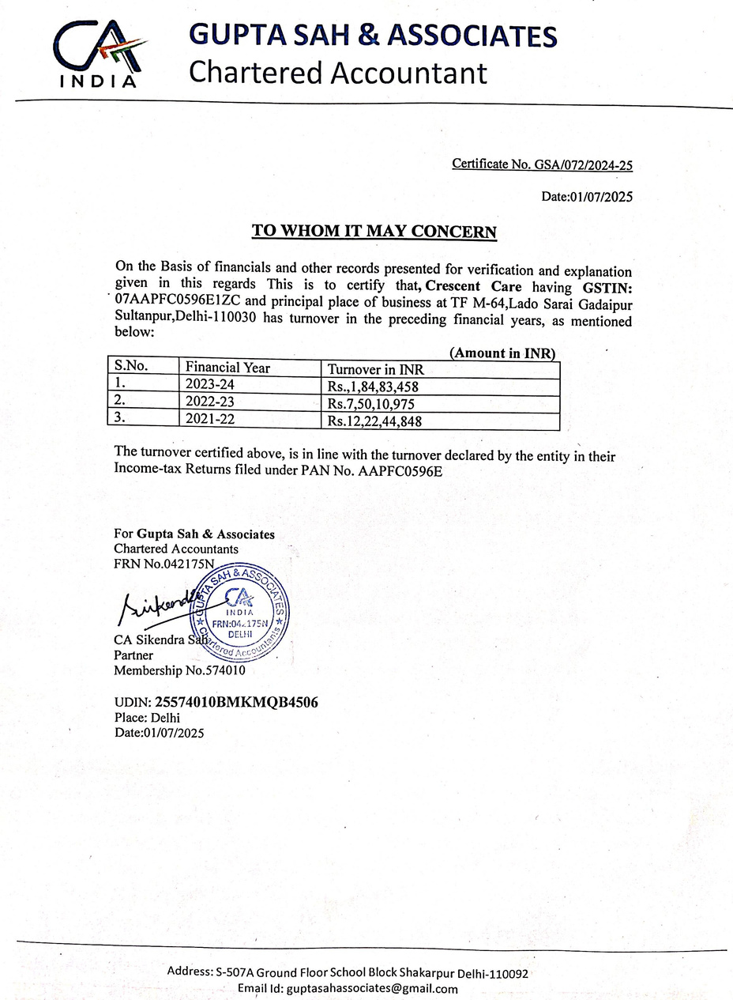 CA
INDIA
GUPTA SAH & ASSOCIATES
Chartered Accountant
Certificate No. GSA/072/2024-25
Date:01/07/2025
TO WHOM IT MAY CONCERN
On the Basis of financials and other records presented for verification and explanation
given in this regards This is to certify that, Crescent Care having GSTIN:
07AAPFC0596E1ZC and principal place of business at TF M-64,Lado Sarai Gadaipur
Sultanpur,Delhi-110030 has turnover in the preceding financial years, as mentioned
below:
(Amount in INR)
S.No. Financial Year Turnover in INR
1. 2023-24 Rs.,1,84,83,458
2. 2022-23 Rs.7,50,10,975
3. 2021-22 Rs.12,22,44,848
The turnover certified above, is in line with the turnover declared by the entity in their
Income-tax Returns filed under PAN No. AAPFC0596E
For Gupta Sah & Associates
Chartered Accountants
FRN No.042175N
Sikendra
GUPTA SAH & ASSOCIATES
CA
INDIA
FRN:042175N
DELHI
Chartered Accountants
CA Sikendra Sah
Partner
Membership No.574010
UDIN: 25574010BMKMQB4506
Place: Delhi
Date:01/07/2025
Address: S-507A Ground Floor School Block Shakarpur Delhi-110092
Email Id: guptasahassociates@gmail.com